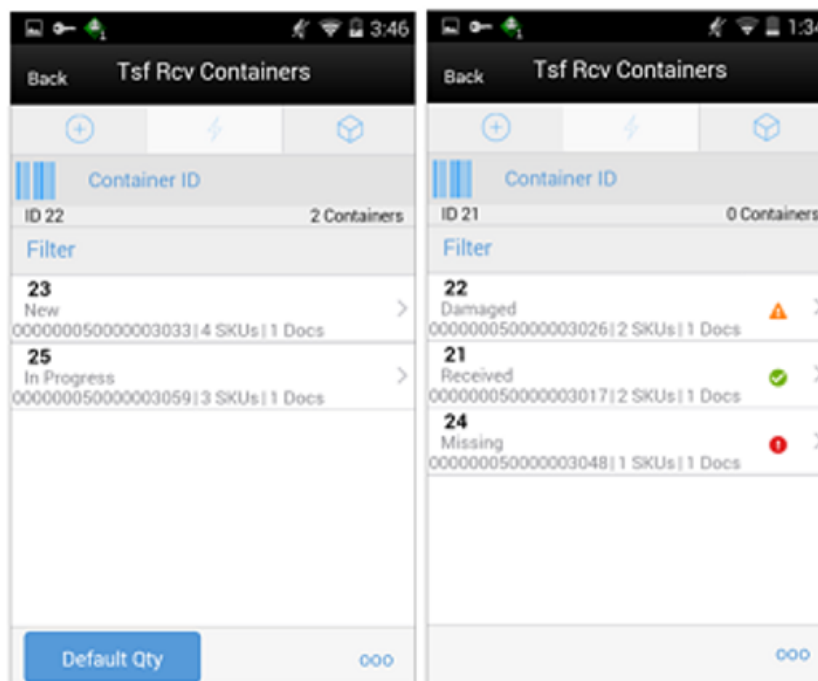 3:46
Back Tsf Rcv Containers
Container ID
ID 22 2 Containers
Filter
23
New
000000050000003033|4 SKUs|1 Docs
25
In Progress
000000050000003059|3 SKUs|1 Docs
Default Qty
1:34
Back Tsf Rcv Containers
Container ID
ID 21 0 Containers
Filter
22
Damaged
000000050000003026|2 SKUs|1 Docs
21
Received
000000050000003017|2 SKUs|1 Docs
24
Missing
000000050000003048|1 SKUs|1 Docs